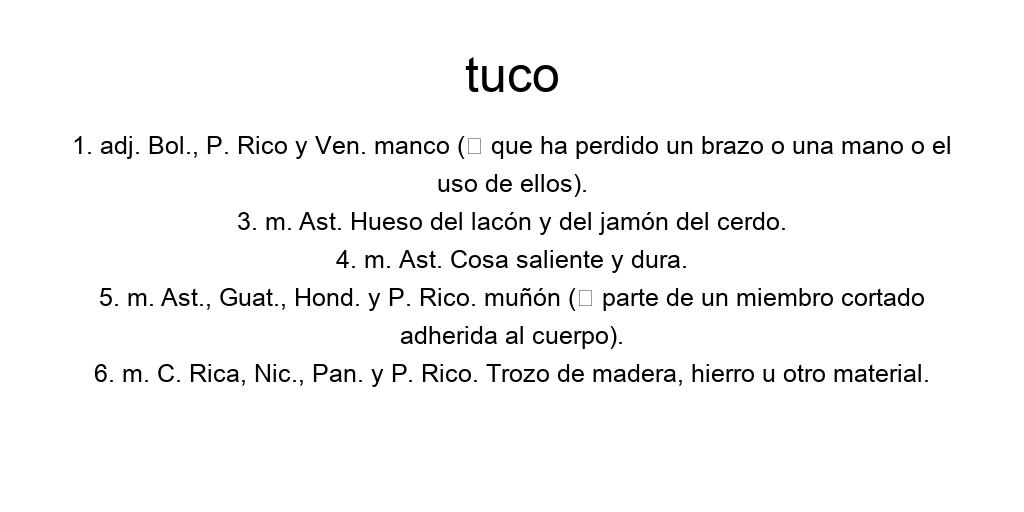 tuco
1. adj. Bol., P. Rico y Ven. manco (□ que ha perdido un brazo o una mano o el
uso de ellos).
3. m. Ast. Hueso del lacón y del jamón del cerdo.
4. m. Ast. Cosa saliente y dura.
5. m. Ast., Guat., Hond. y P. Rico. muñón (□ parte de un miembro cortado
adherida al cuerpo).
6. m. C. Rica, Nic., Pan. y P. Rico. Trozo de madera, hierro u otro material.